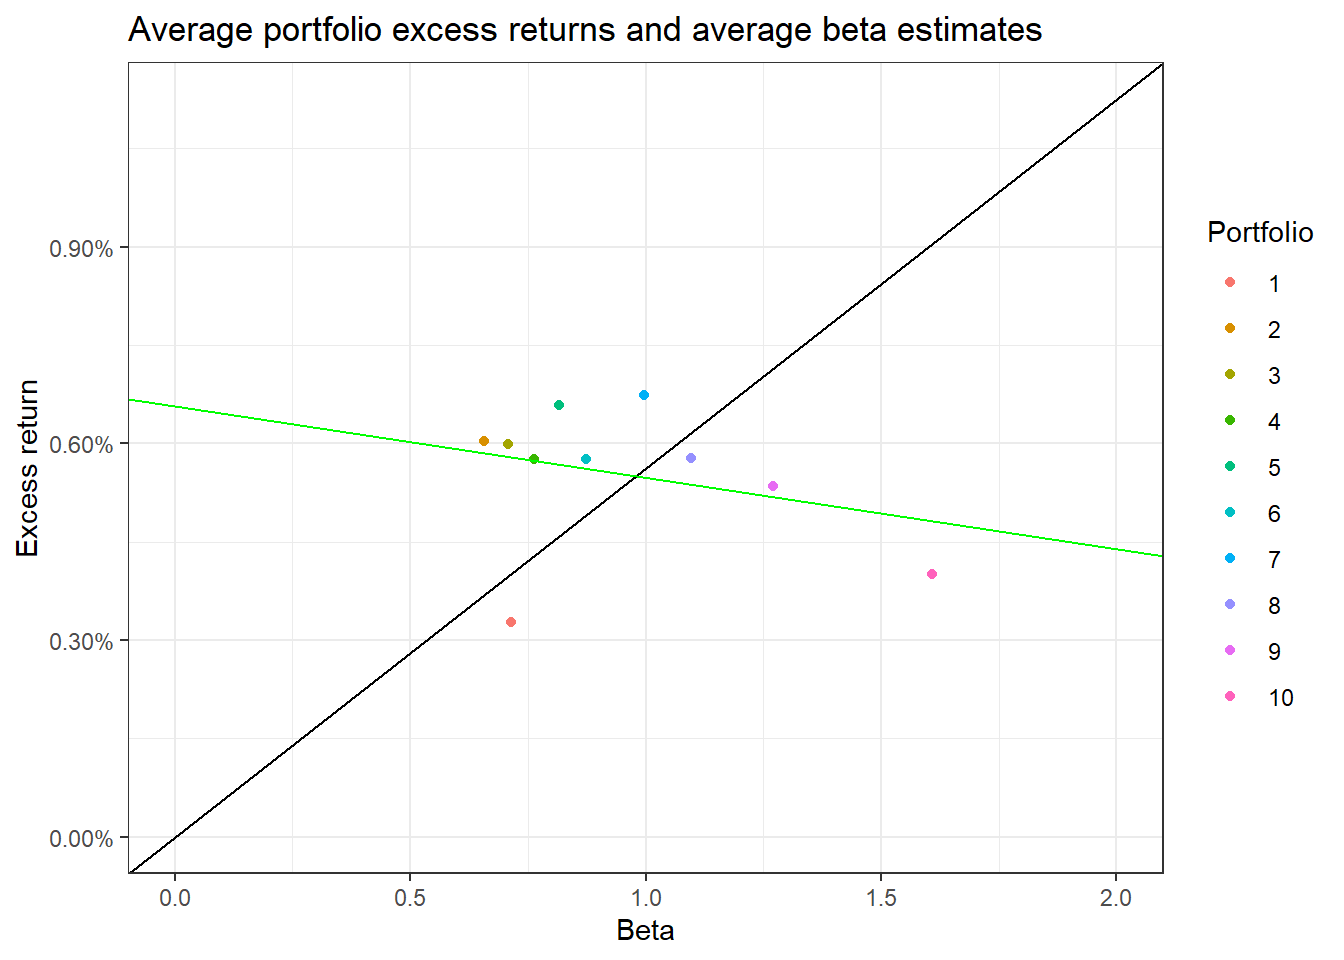 Average portfolio excess returns and average beta estimates
Excess return
0.90%
0.60%
0.30%
0.00%
0.0 0.5 1.0 1.5 2.0
Beta
Portfolio
1
2
3
4
5
6
7
8
9
10